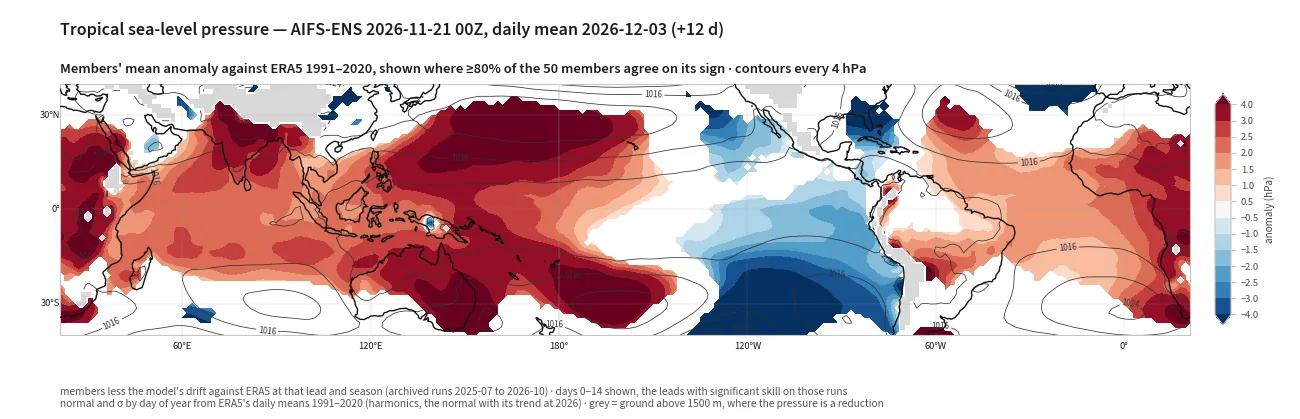 Tropical sea-level pressure — AIFS-ENS 2026-11-21 00Z, daily mean 2026-12-03 (+12 d)
Members' mean anomaly against ERA5 1991–2020, shown where ≥80% of the 50 members agree on its sign · contours every 4 hPa
30°N
0°
30°S
60°E
120°E
180°
120°W
60°W
0°
1016
1016
1016
1016
1016
1016
1016
1016
1016
1016
1016
1016
1016
1024
4.0
3.0
2.5
2.0
1.5
1.0
0.5
−0.5
−1.0
−1.5
−2.0
−2.5
−3.0
−4.0
anomaly (hPa)
members less the model's drift against ERA5 at that lead and season (archived runs 2025-07 to 2026-10) · days 0–14 shown, the leads with significant skill on those runs
normal and σ by day of year from ERA5's daily means 1991–2020 (harmonics, the normal with its trend at 2026) · grey = ground above 1500 m, where the pressure is a reduction